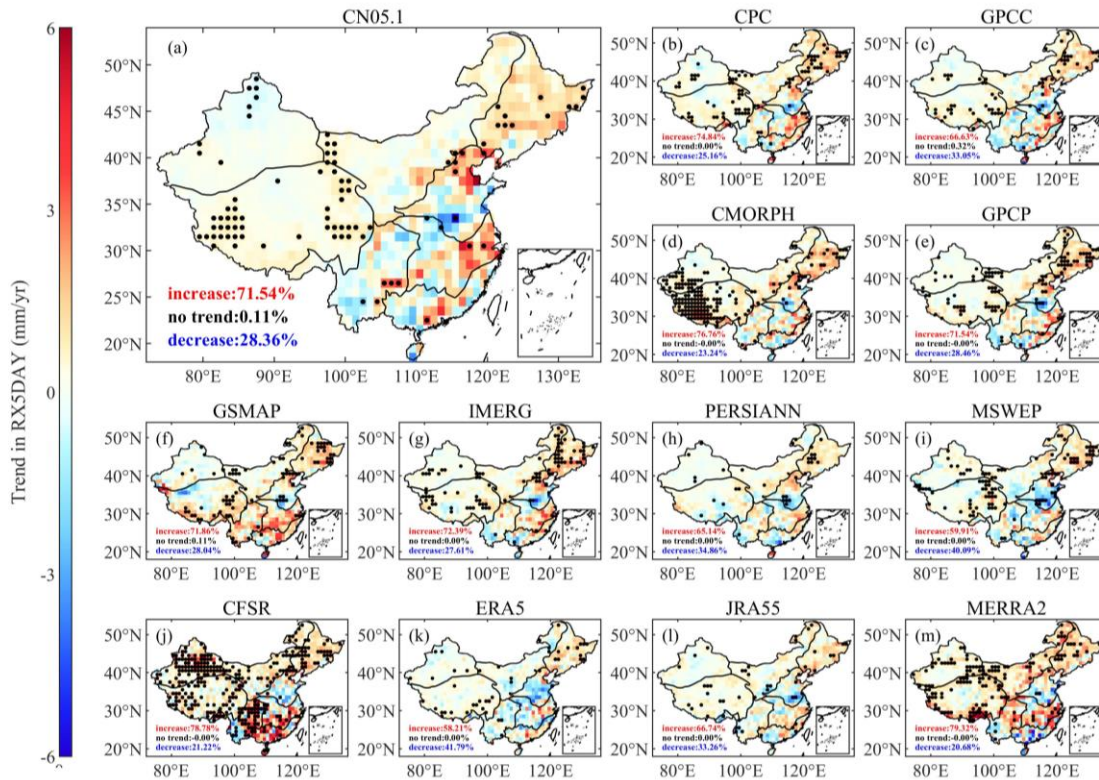 CN05.1
CPC
GPCC
6
3
0
-3
-6
Trend in RX5DAY (mm/yr)
(a)
50°N
45°N
40°N
35°N
30°N
25°N
20°N
increase:71.54%
no trend:0.11%
decrease:28.36%
80°E 90°E 100°E 110°E 120°E 130°E
(b)
50°N
40°N
30°N
20°N
increase:74.84%
no trend:0.00%
decrease:25.16%
80°E 100°E 120°E
(c)
50°N
40°N
30°N
20°N
increase:66.63%
no trend:0.32%
decrease:33.05%
80°E 100°E 120°E
CMORPH
GPCP
(d)
50°N
40°N
30°N
20°N
increase:76.76%
no trend:-0.00%
decrease:23.24%
80°E 100°E 120°E
(e)
50°N
40°N
30°N
20°N
increase:71.54%
no trend:-0.00%
decrease:28.46%
80°E 100°E 120°E
GSMAP
IMERG
PERSIANN
MSWEP
(f)
50°N
40°N
30°N
20°N
increase:71.86%
no trend:0.11%
decrease:28.04%
80°E 100°E 120°E
(g)
50°N
40°N
30°N
20°N
increase:72.39%
no trend:0.00%
decrease:27.61%
80°E 100°E 120°E
(h)
50°N
40°N
30°N
20°N
increase:65.14%
no trend:0.00%
decrease:34.86%
80°E 100°E 120°E
(i)
50°N
40°N
30°N
20°N
increase:59.91%
no trend:0.00%
decrease:40.09%
80°E 100°E 120°E
CFSR
ERA5
JRA55
MERRA2
(j)
50°N
40°N
30°N
20°N
increase:78.78%
no trend:-0.00%
decrease:21.22%
80°E 100°E 120°E
(k)
50°N
40°N
30°N
20°N
increase:58.21%
no trend:0.00%
decrease:41.79%
80°E 100°E 120°E
(l)
50°N
40°N
30°N
20°N
increase:66.74%
no trend:0.00%
decrease:33.26%
80°E 100°E 120°E
(m)
50°N
40°N
30°N
20°N
increase:79.32%
no trend:-0.00%
decrease:20.68%
80°E 100°E 120°E